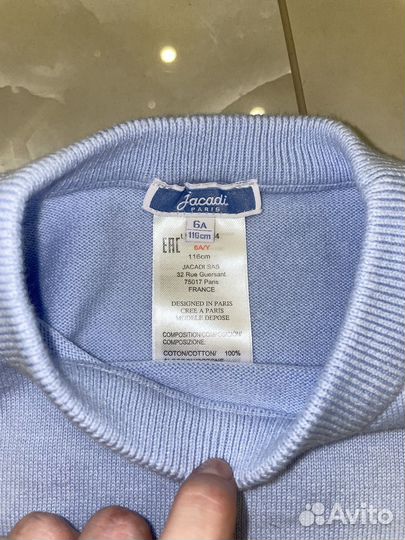 Jacadi
PARIS
6A
116cm
EAC
6A/Y
116cm
JACADI SAS
32 Rue Guersant
75017 Paris
FRANCE
DESIGNED IN PARIS
CREE A PARIS
MODELE DEPOSE
COMPOSITION/COMPOSICIÓN/
COMPOSIZIONE:
COTON/COTTON/ 100%
Avito